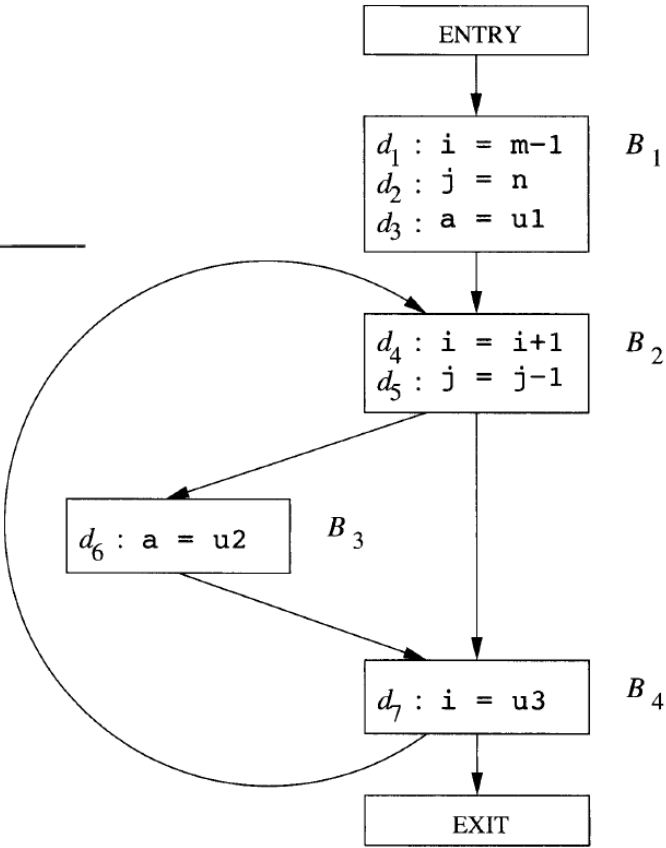 ENTRY
d1 : i = m-1
d2 : j = n
d3 : a = u1
B1
d4 : i = i+1
d5 : j = j-1
B2
d6 : a = u2
B3
d7 : i = u3
B4
EXIT